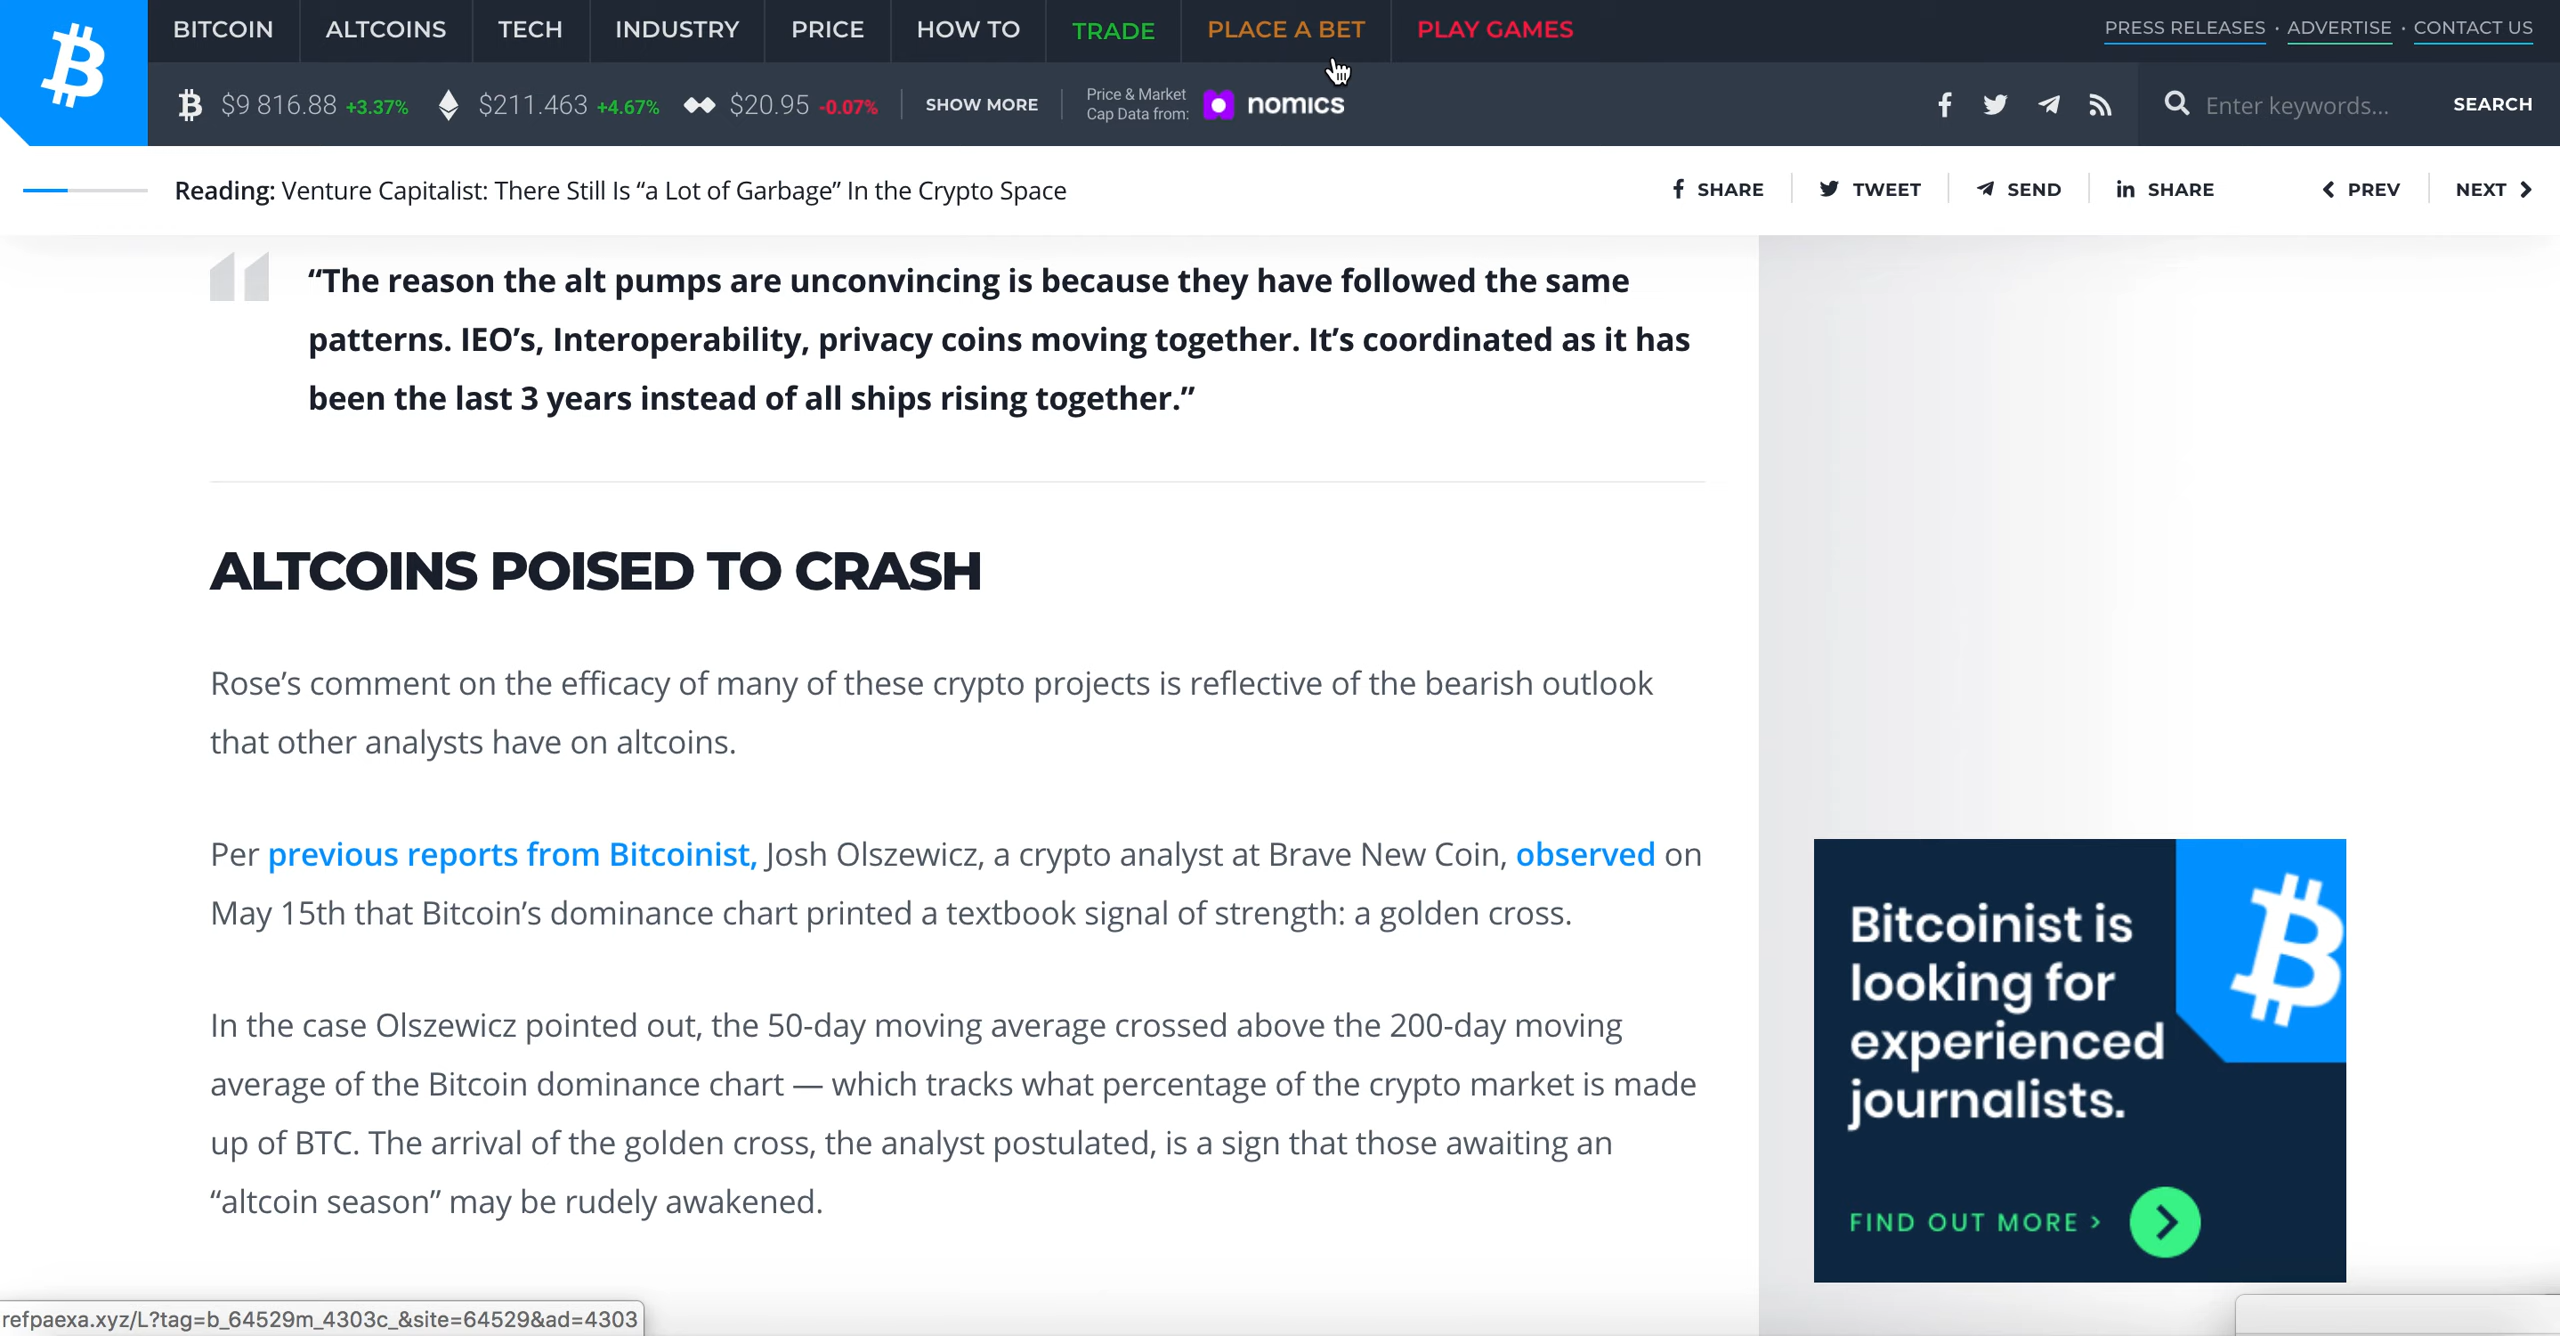 BITCOIN ALTCOINS TECH INDUSTRY PRICE HOW TO TRADE PLACE A BET PLAY GAMES PRESS RELEASES · ADVERTISE · CONTACT US
$9 816.88 +3.37% $211.463 +4.67% $20.95 -0.07% SHOW MORE
Price & Market
Cap Data from:
nomics
Enter keywords... SEARCH
Reading: Venture Capitalist: There Still Is “a Lot of Garbage” In the Crypto Space
SHARE TWEET SEND SHARE PREV NEXT
“The reason the alt pumps are unconvincing is because they have followed the same
patterns. IEO’s, Interoperability, privacy coins moving together. It’s coordinated as it has
been the last 3 years instead of all ships rising together.”
ALTCOINS POISED TO CRASH
Rose’s comment on the efficacy of many of these crypto projects is reflective of the bearish outlook
that other analysts have on altcoins.
Per previous reports from Bitcoinist, Josh Olszewicz, a crypto analyst at Brave New Coin, observed on
May 15th that Bitcoin’s dominance chart printed a textbook signal of strength: a golden cross.
In the case Olszewicz pointed out, the 50-day moving average crossed above the 200-day moving
average of the Bitcoin dominance chart — which tracks what percentage of the crypto market is made
up of BTC. The arrival of the golden cross, the analyst postulated, is a sign that those awaiting an
“altcoin season” may be rudely awakened.
Bitcoinist is
looking for
experienced
journalists.
FIND OUT MORE >
refpaexa.xyz/L?tag=b_64529m_4303c_&site=64529&ad=4303